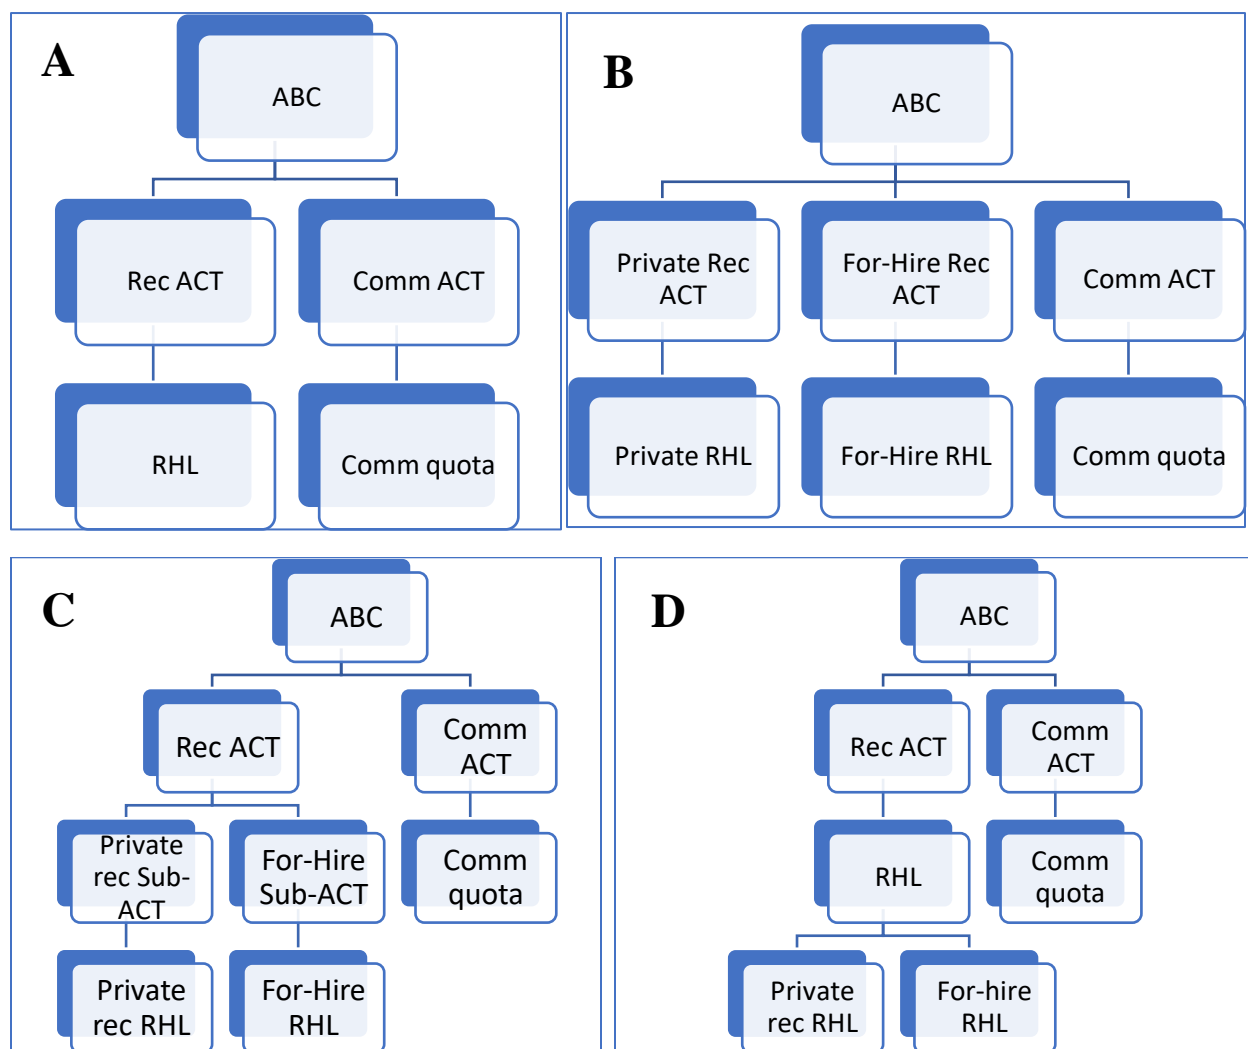 A
ABC
Rec ACT
Comm ACT
RHL
Comm quota
B
ABC
Private Rec
ACT
For-Hire Rec
ACT
Comm ACT
Private RHL
For-Hire RHL
Comm quota
C
ABC
Rec ACT
Comm
ACT
Private
rec Sub-
ACT
For-Hire
Sub-ACT
Comm
quota
Private
rec RHL
For-Hire
RHL
D
ABC
Rec ACT
Comm
ACT
RHL
Comm
quota
Private
rec RHL
For-hire
RHL